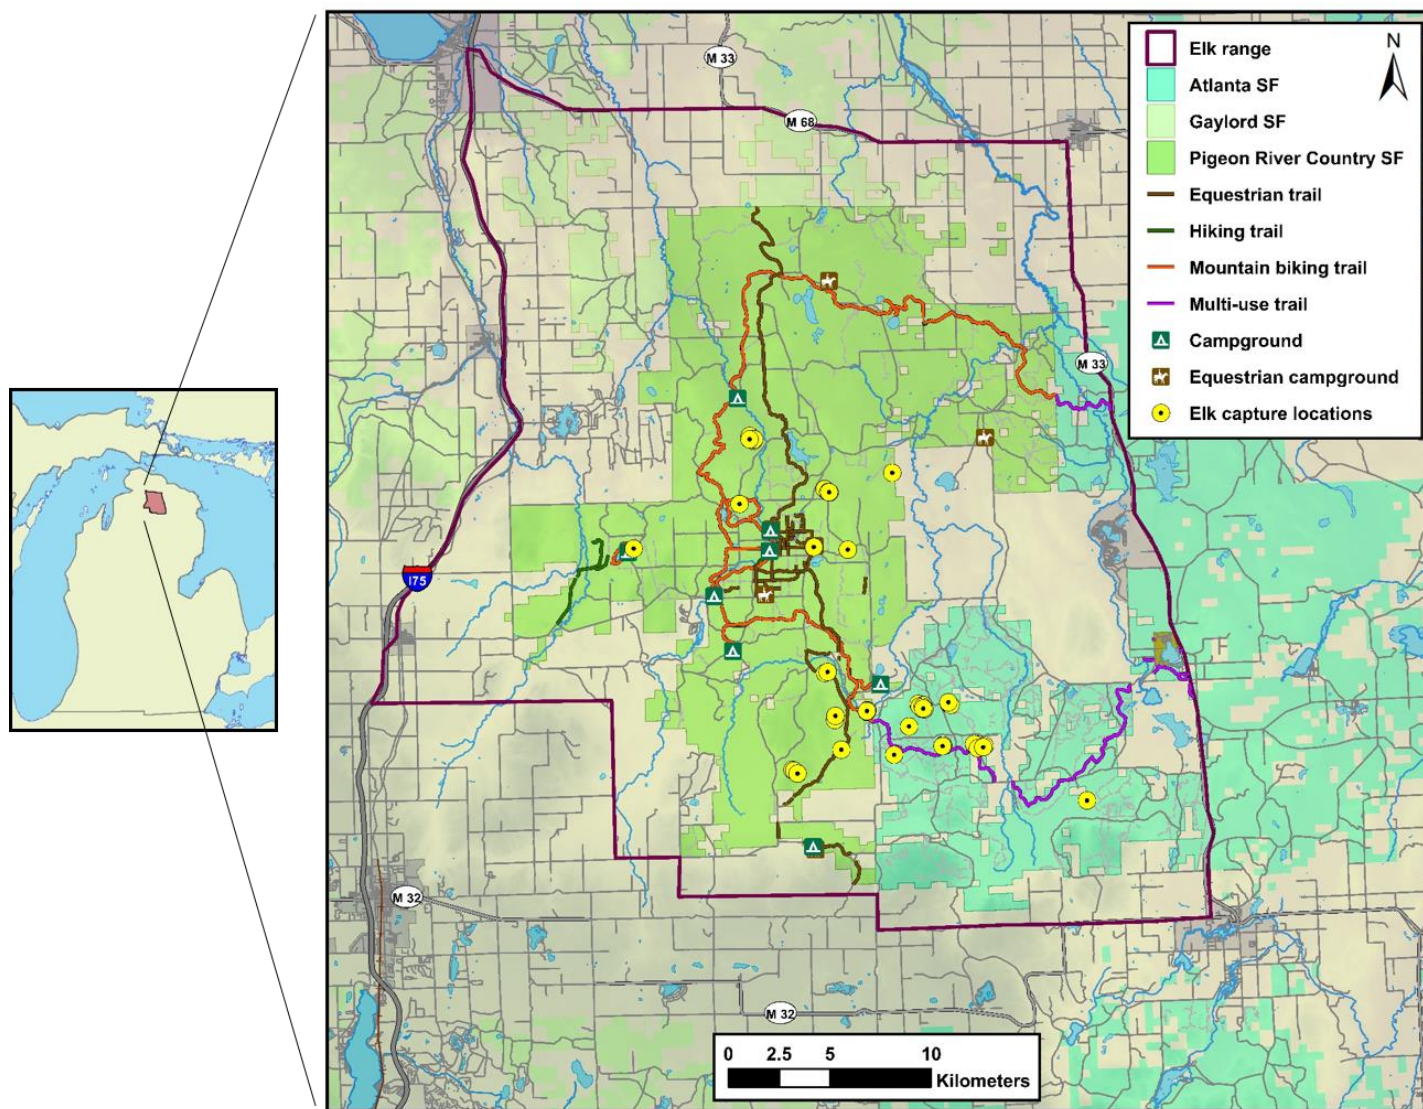 M 33
M 68
M 33
I75
M 32
M 32
N
Elk range
Atlanta SF
Gaylord SF
Pigeon River Country SF
Equestrian trail
Hiking trail
Mountain biking trail
Multi-use trail
Campground
Equestrian campground
Elk capture locations
0 2.5 5 10
Kilometers